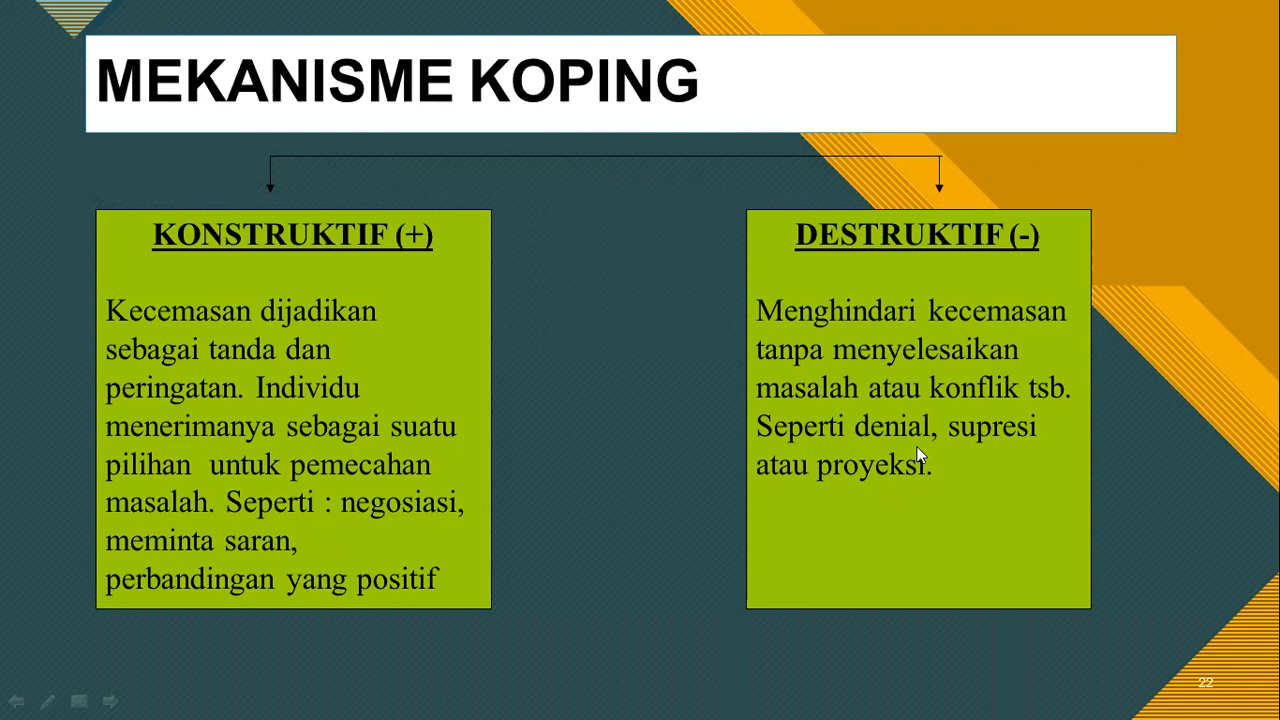 MEKANISME KOPING
KONSTRUKTIF (+)
Kecemasan dijadikan
sebagai tanda dan
peringatan. Individu
menerimanya sebagai suatu
pilihan untuk pemecahan
masalah. Seperti : negosiasi,
meminta saran,
perbandingan yang positif
DESTRUKTIF (-)
Menghindari kecemasan
tanpa menyelesaikan
masalah atau konflik tsb.
Seperti denial, supresi
atau proyeksi.
22